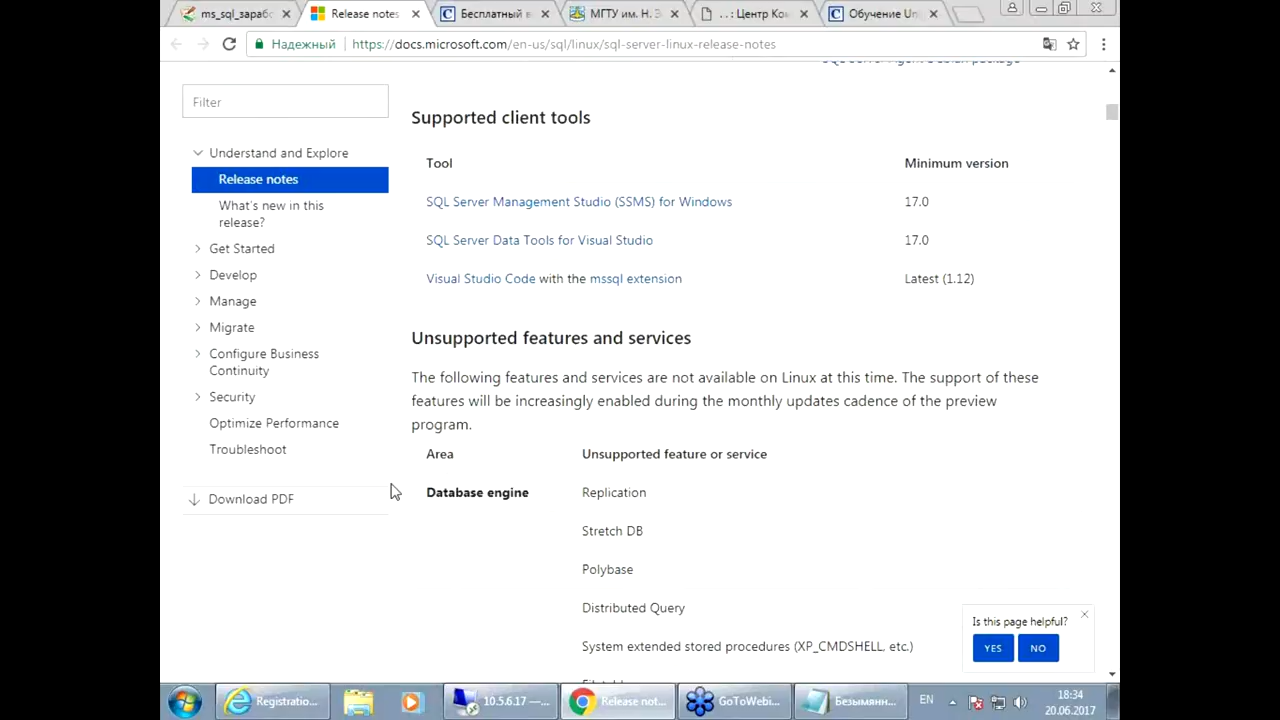 ms_sql_зарабо
Release notes
Бесплатный в
МГТУ им. Н. Э
. . : Центр Ком
Обучение Uni
Надежный
https://docs.microsoft.com/en-us/sql/linux/sql-server-linux-release-notes
Filter
Understand and Explore
Release notes
What's new in this
release?
Get Started
Develop
Manage
Migrate
Configure Business
Continuity
Security
Optimize Performance
Troubleshoot
Download PDF
SQL Server Agent Debian package
Supported client tools
Tool Minimum version
SQL Server Management Studio (SSMS) for Windows 17.0
SQL Server Data Tools for Visual Studio 17.0
Visual Studio Code with the mssql extension Latest (1.12)
Unsupported features and services
The following features and services are not available on Linux at this time. The support of these
features will be increasingly enabled during the monthly updates cadence of the preview
program.
Area Unsupported feature or service
Database engine Replication
Stretch DB
Polybase
Distributed Query
System extended stored procedures (XP_CMDSHELL, etc.)
Is this page helpful?
YES NO
Registratio...
10.5.6.17 —...
Release not...
GoToWebi...
Безымянн...
EN
18:34
20.06.2017